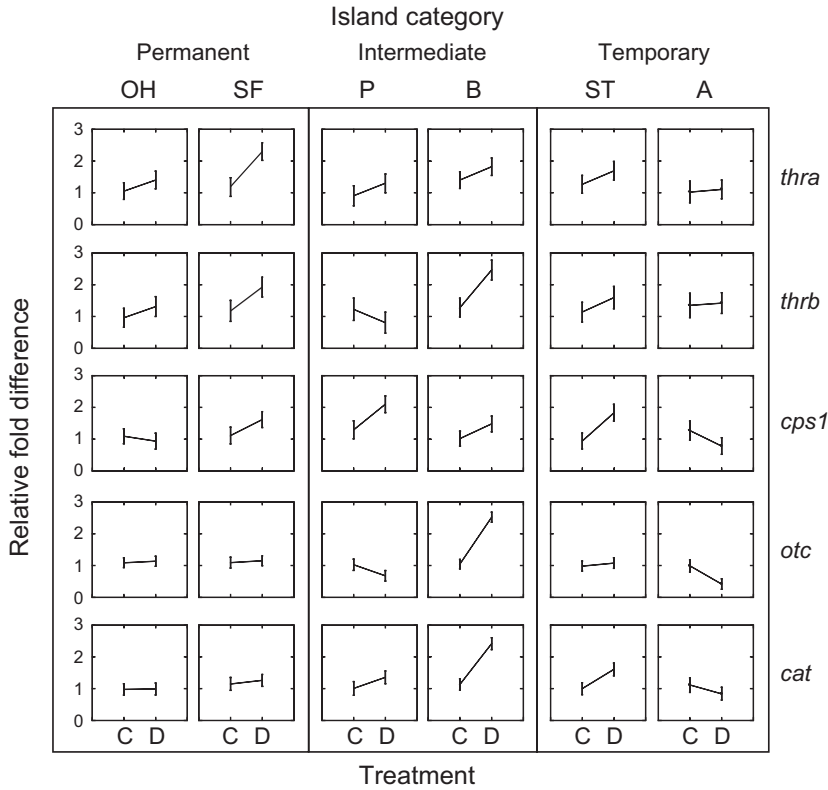 Island category
Permanent Intermediate Temporary
OH SF P B ST A
3
2
1
0
thra
3
2
1
0
thrb
3
2
1
0
cps1
3
2
1
0
otc
3
2
1
0
cat
C D C D C D C D C D C D
Treatment
Relative fold difference